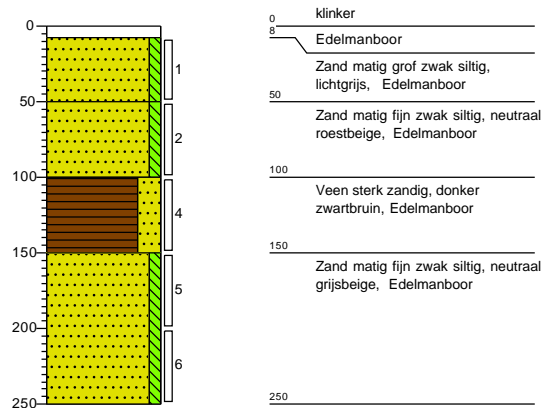 0
50
100
150
200
250
1
2
4
5
6
0
klinker
8
Edelmanboor
Zand matig grof zwak siltig,
lichtgrijs, Edelmanboor
50
Zand matig fijn zwak siltig, neutraal
roestbeige, Edelmanboor
100
Veen sterk zandig, donker
zwartbruin, Edelmanboor
150
Zand matig fijn zwak siltig, neutraal
grijsbeige, Edelmanboor
250